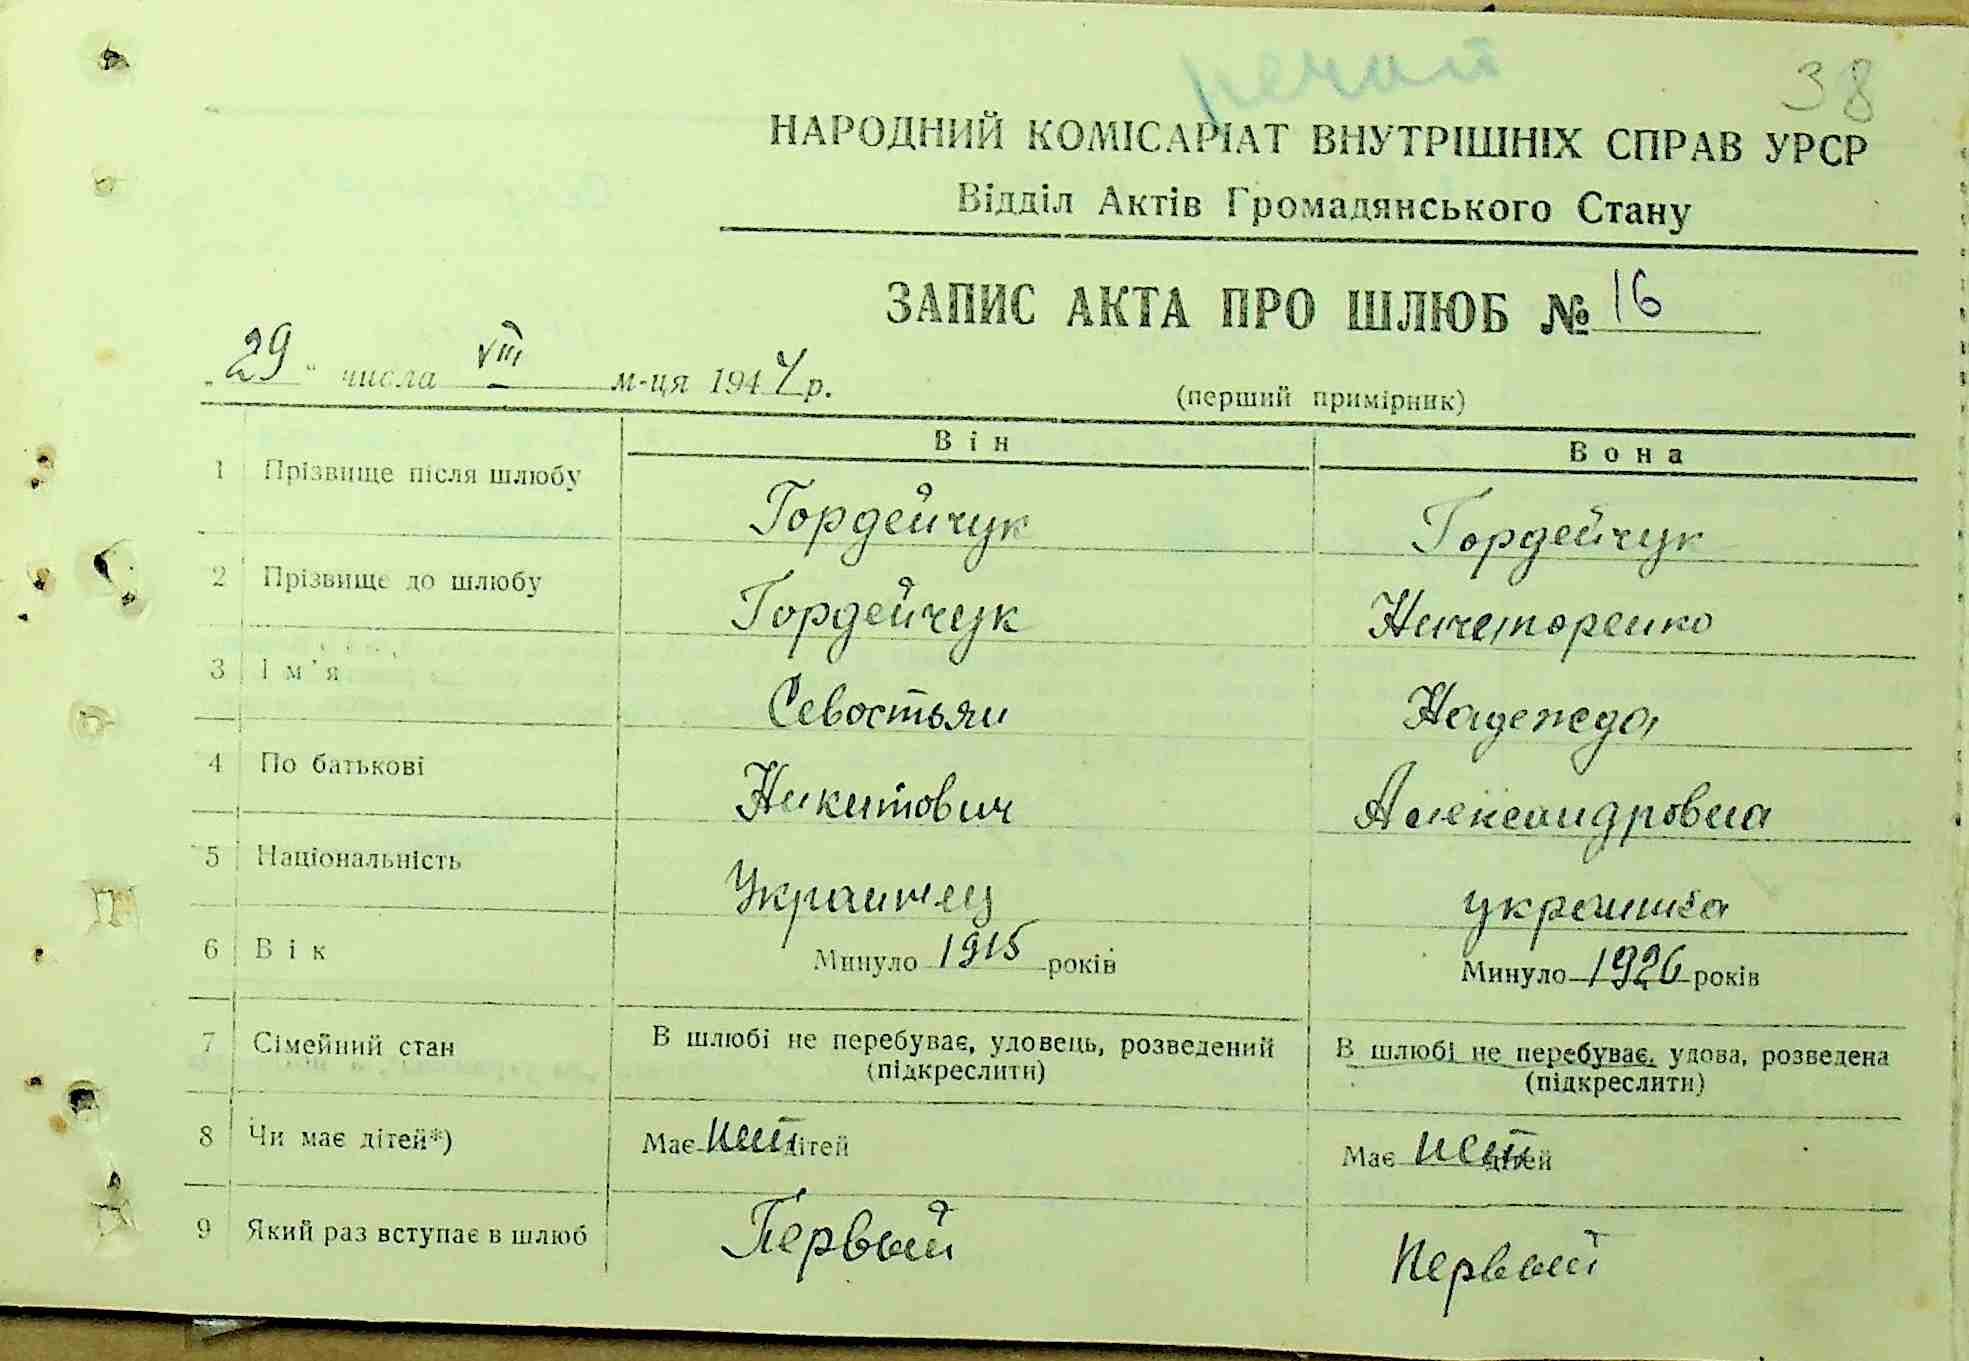 38
НАРОДНИЙ КОМІСАРІАТ ВНУТРІШНІХ СПРАВ УРСР
Відділ Актів Громадянського Стану
ЗАПИС АКТА ПРО ШЛЮБ № 16
„29" числа VIII м-ця 1944 р.
(перший примірник)
Він Вона
1 Прізвище після шлюбу Гордейчук Гордейчук
2 Прізвище до шлюбу Гордейчук
3 Ім'я Севостьян Надежда
4 По батькові Никитович Александровна
5 Національність Украинец украинка
6 Вік Минуло 1915 років Минуло 1926 років
7 Сімейний стан В шлюбі не перебуває, удовець, розведений (підкреслити) В шлюбі не перебуває, удова, розведена (підкреслити)
8 Чи має дітей*) Має нет дітей Має нет дітей
9 Який раз вступає в шлюб Первый Первый